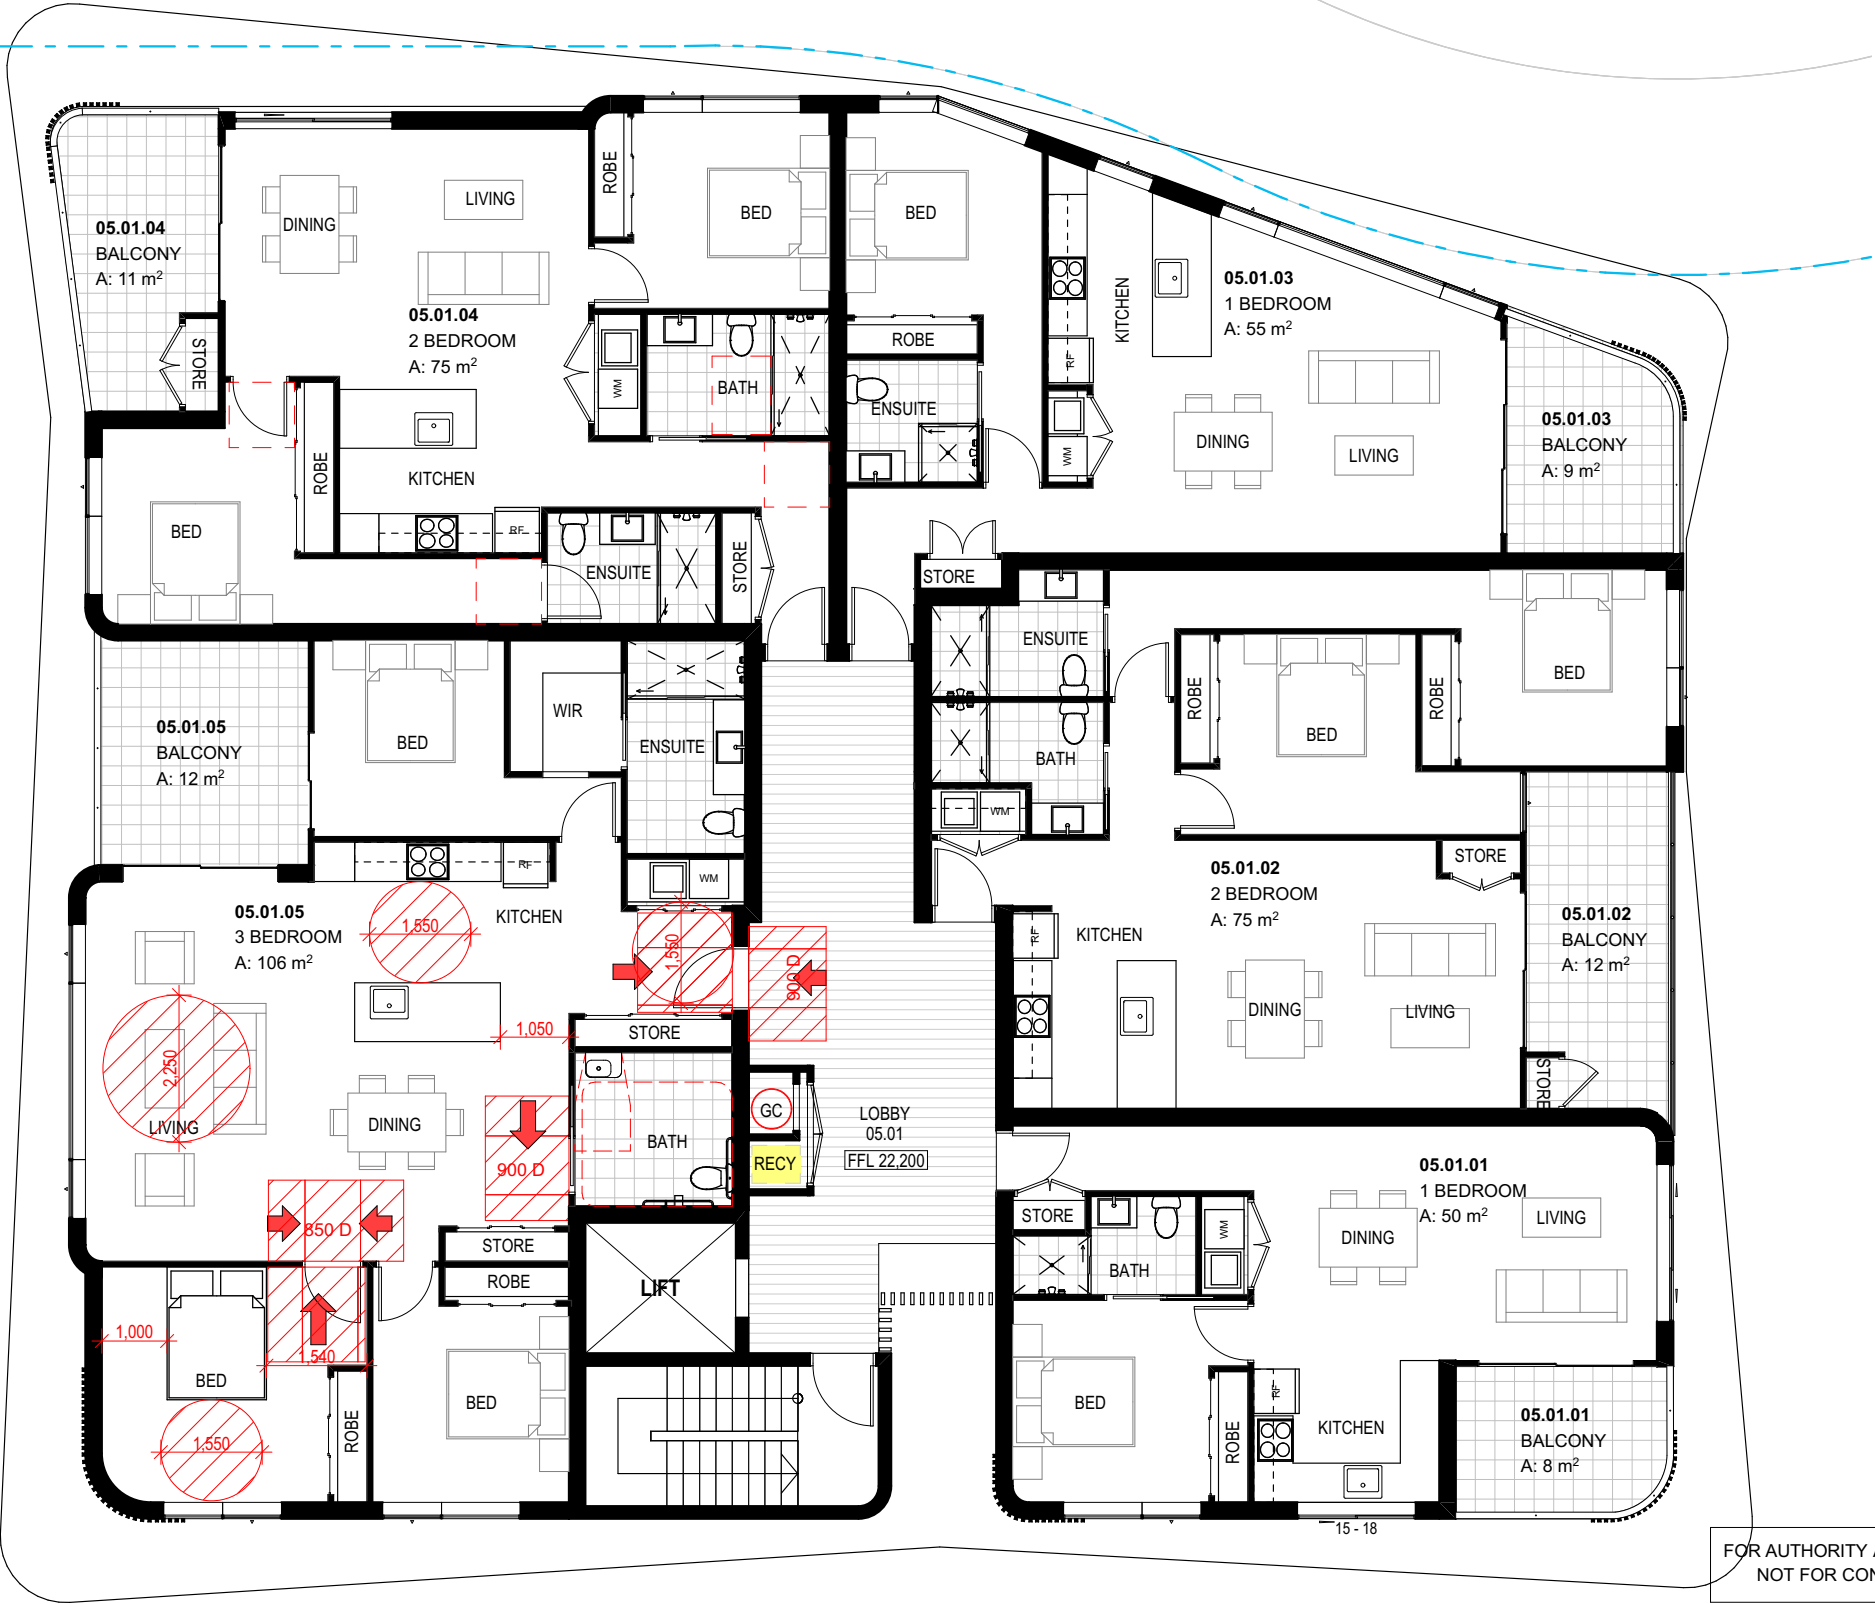 ROBE
LIVING
DINING
BED
BED
05.01.04
BALCONY
A: 11 m²
05.01.04
2 BEDROOM
A: 75 m²
STORE
WM
BATH
ROBE
KITCHEN
RF
BED
ENSUITE
STORE
ROBE
ENSUITE
KITCHEN
RF
WM
05.01.03
1 BEDROOM
A: 55 m²
DINING
LIVING
05.01.03
BALCONY
A: 9 m²
STORE
ENSUITE
BATH
WM
ROBE
BED
ROBE
BED
05.01.05
BALCONY
A: 12 m²
BED
WIR
ENSUITE
WM
RF
KITCHEN
05.01.05
3 BEDROOM
A: 106 m²
1,550
1,550
900 D
2,250
LIVING
1,050
STORE
DINING
900 D
BATH
GC
RECY
LOBBY
05.01
FFL 22,200
850 D
STORE
ROBE
LIFT
1,000
1,540
BED
1,550
ROBE
BED
05.01.02
2 BEDROOM
A: 75 m²
STORE
RF
KITCHEN
DINING
LIVING
05.01.02
BALCONY
A: 12 m²
STORE
05.01.01
1 BEDROOM
A: 50 m²
STORE
BATH
WM
DINING
LIVING
BED
ROBE
RF
KITCHEN
05.01.01
BALCONY
A: 8 m²
15 - 18
FOR AUTHORITY
NOT FOR CON